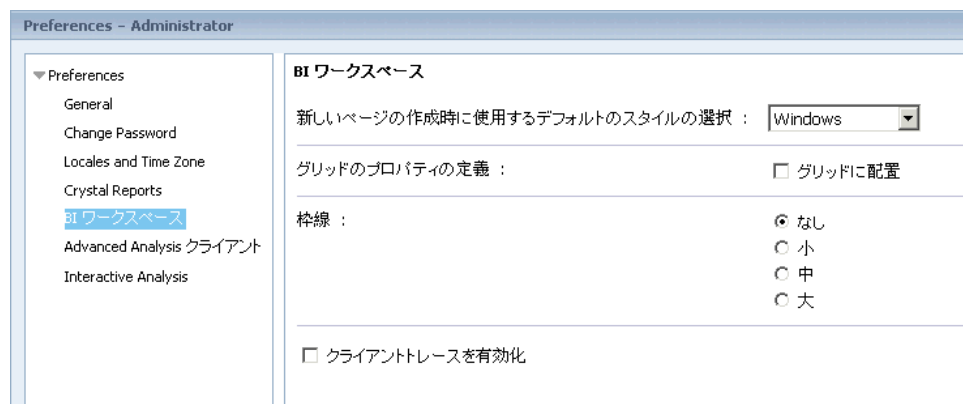 Preferences – Administrator
Preferences
General
Change Password
Locales and Time Zone
Crystal Reports
BI ワークスペース
Advanced Analysis クライアント
Interactive Analysis
BI ワークスペース
新しいページの作成時に使用するデフォルトのスタイルの選択 : Windows
グリッドのプロパティの定義 : グリッドに配置
枠線 : なし
小
中
大
クライアントトレースを有効化